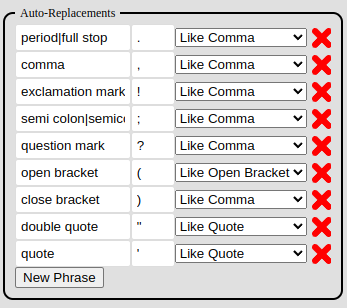 Auto-Replacements
period|full stop . Like Comma
comma , Like Comma
exclamation mark ! Like Comma
semi colon|semic ; Like Comma
question mark ? Like Comma
open bracket ( Like Open Bracket
close bracket ) Like Comma
double quote " Like Quote
quote ' Like Quote
New Phrase